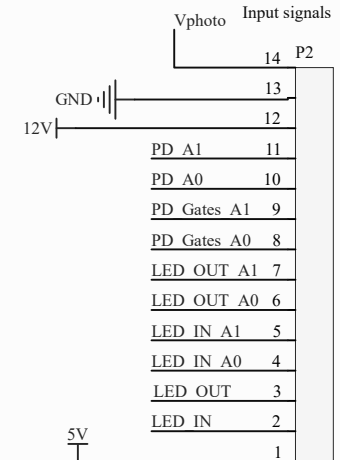 Vphoto Input signals
14 P2
GND 13
12V 12
PD A1 11
PD A0 10
PD Gates A1 9
PD Gates A0 8
LED OUT A1 7
LED OUT A0 6
LED IN A1 5
LED IN A0 4
LED OUT 3
LED IN 2
5V
1